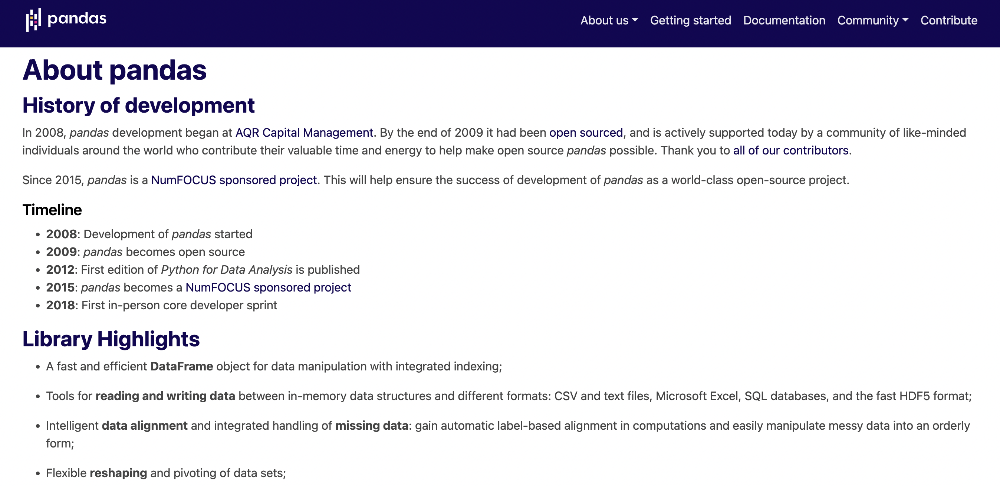 pandas
About us Getting started Documentation Community Contribute
About pandas
History of development
In 2008, pandas development began at AQR Capital Management. By the end of 2009 it had been open sourced, and is actively supported today by a community of like-minded
individuals around the world who contribute their valuable time and energy to help make open source pandas possible. Thank you to all of our contributors.
Since 2015, pandas is a NumFOCUS sponsored project. This will help ensure the success of development of pandas as a world-class open-source project.
Timeline
• 2008: Development of pandas started
• 2009: pandas becomes open source
• 2012: First edition of Python for Data Analysis is published
• 2015: pandas becomes a NumFOCUS sponsored project
• 2018: First in-person core developer sprint
Library Highlights
• A fast and efficient DataFrame object for data manipulation with integrated indexing;
• Tools for reading and writing data between in-memory data structures and different formats: CSV and text files, Microsoft Excel, SQL databases, and the fast HDF5 format;
• Intelligent data alignment and integrated handling of missing data: gain automatic label-based alignment in computations and easily manipulate messy data into an orderly
form;
• Flexible reshaping and pivoting of data sets;